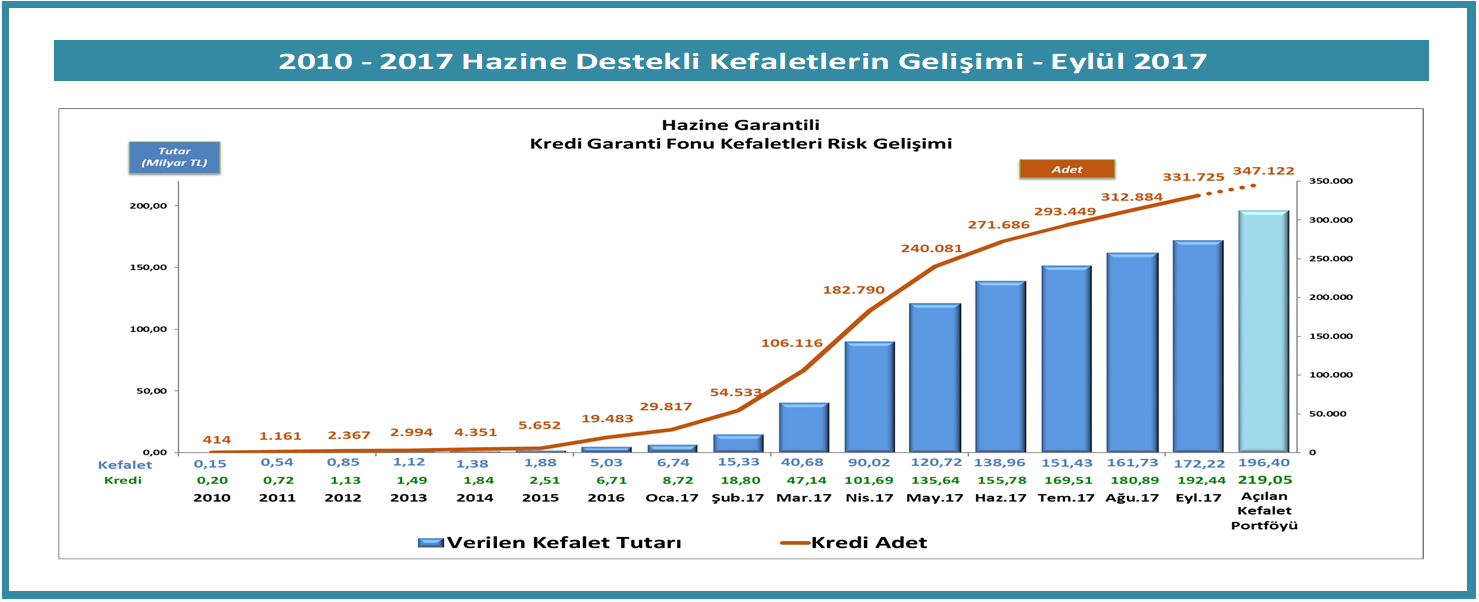 2010 - 2017 Hazine Destekli Kefaletlerin Gelişimi - Eylül 2017
Hazine Garantili
Kredi Garanti Fonu Kefaletleri Risk Gelişimi
Tutar
(Milyar TL)
Adet
200,00
150,00
100,00
50,00
0,00
414 1.161 2.367 2.994 4.351 5.652 19.483 29.817 54.533 106.116 182.790 240.081 271.686 293.449 312.884 331.725 347.122
350.000
300.000
250.000
200.000
150.000
100.000
50.000
0
Kefalet 0,15 0,54 0,85 1,12 1,38 1,88 5,03 6,74 15,33 40,68 90,02 120,72 138,96 151,43 161,73 172,22 196,40
Kredi 0,20 0,72 1,13 1,49 1,84 2,51 6,71 8,72 18,80 47,14 101,69 135,64 155,78 169,51 180,89 192,44 219,05
2010 2011 2012 2013 2014 2015 2016 Oca.17 Şub.17 Mar.17 Nis.17 May.17 Haz.17 Tem.17 Ağu.17 Eyl.17 Açılan
Kefalet
Portföyü
Verilen Kefalet Tutarı Kredi Adet